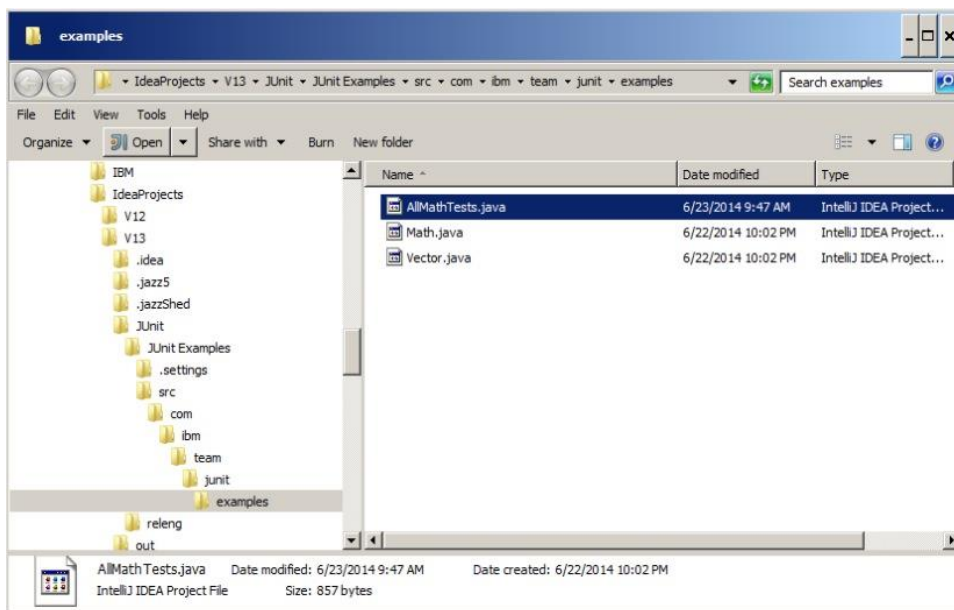 examples
IdeaProjects V13 JUnit JUnit Examples src com ibm team junit examples Search examples
File Edit View Tools Help
Organize Open Share with Burn New folder
IBM
IdeaProjects
V12
V13
.idea
.jazz5
.jazzShed
JUnit
JUnit Examples
.settings
src
com
ibm
team
junit
examples
releng
out
Name Date modified Type
AllMathTests.java 6/23/2014 9:47 AM IntelliJ IDEA Project...
Math.java 6/22/2014 10:02 PM IntelliJ IDEA Project...
Vector.java 6/22/2014 10:02 PM IntelliJ IDEA Project...
AllMathTests.java Date modified: 6/23/2014 9:47 AM Date created: 6/22/2014 10:02 PM
IntelliJ IDEA Project File Size: 857 bytes